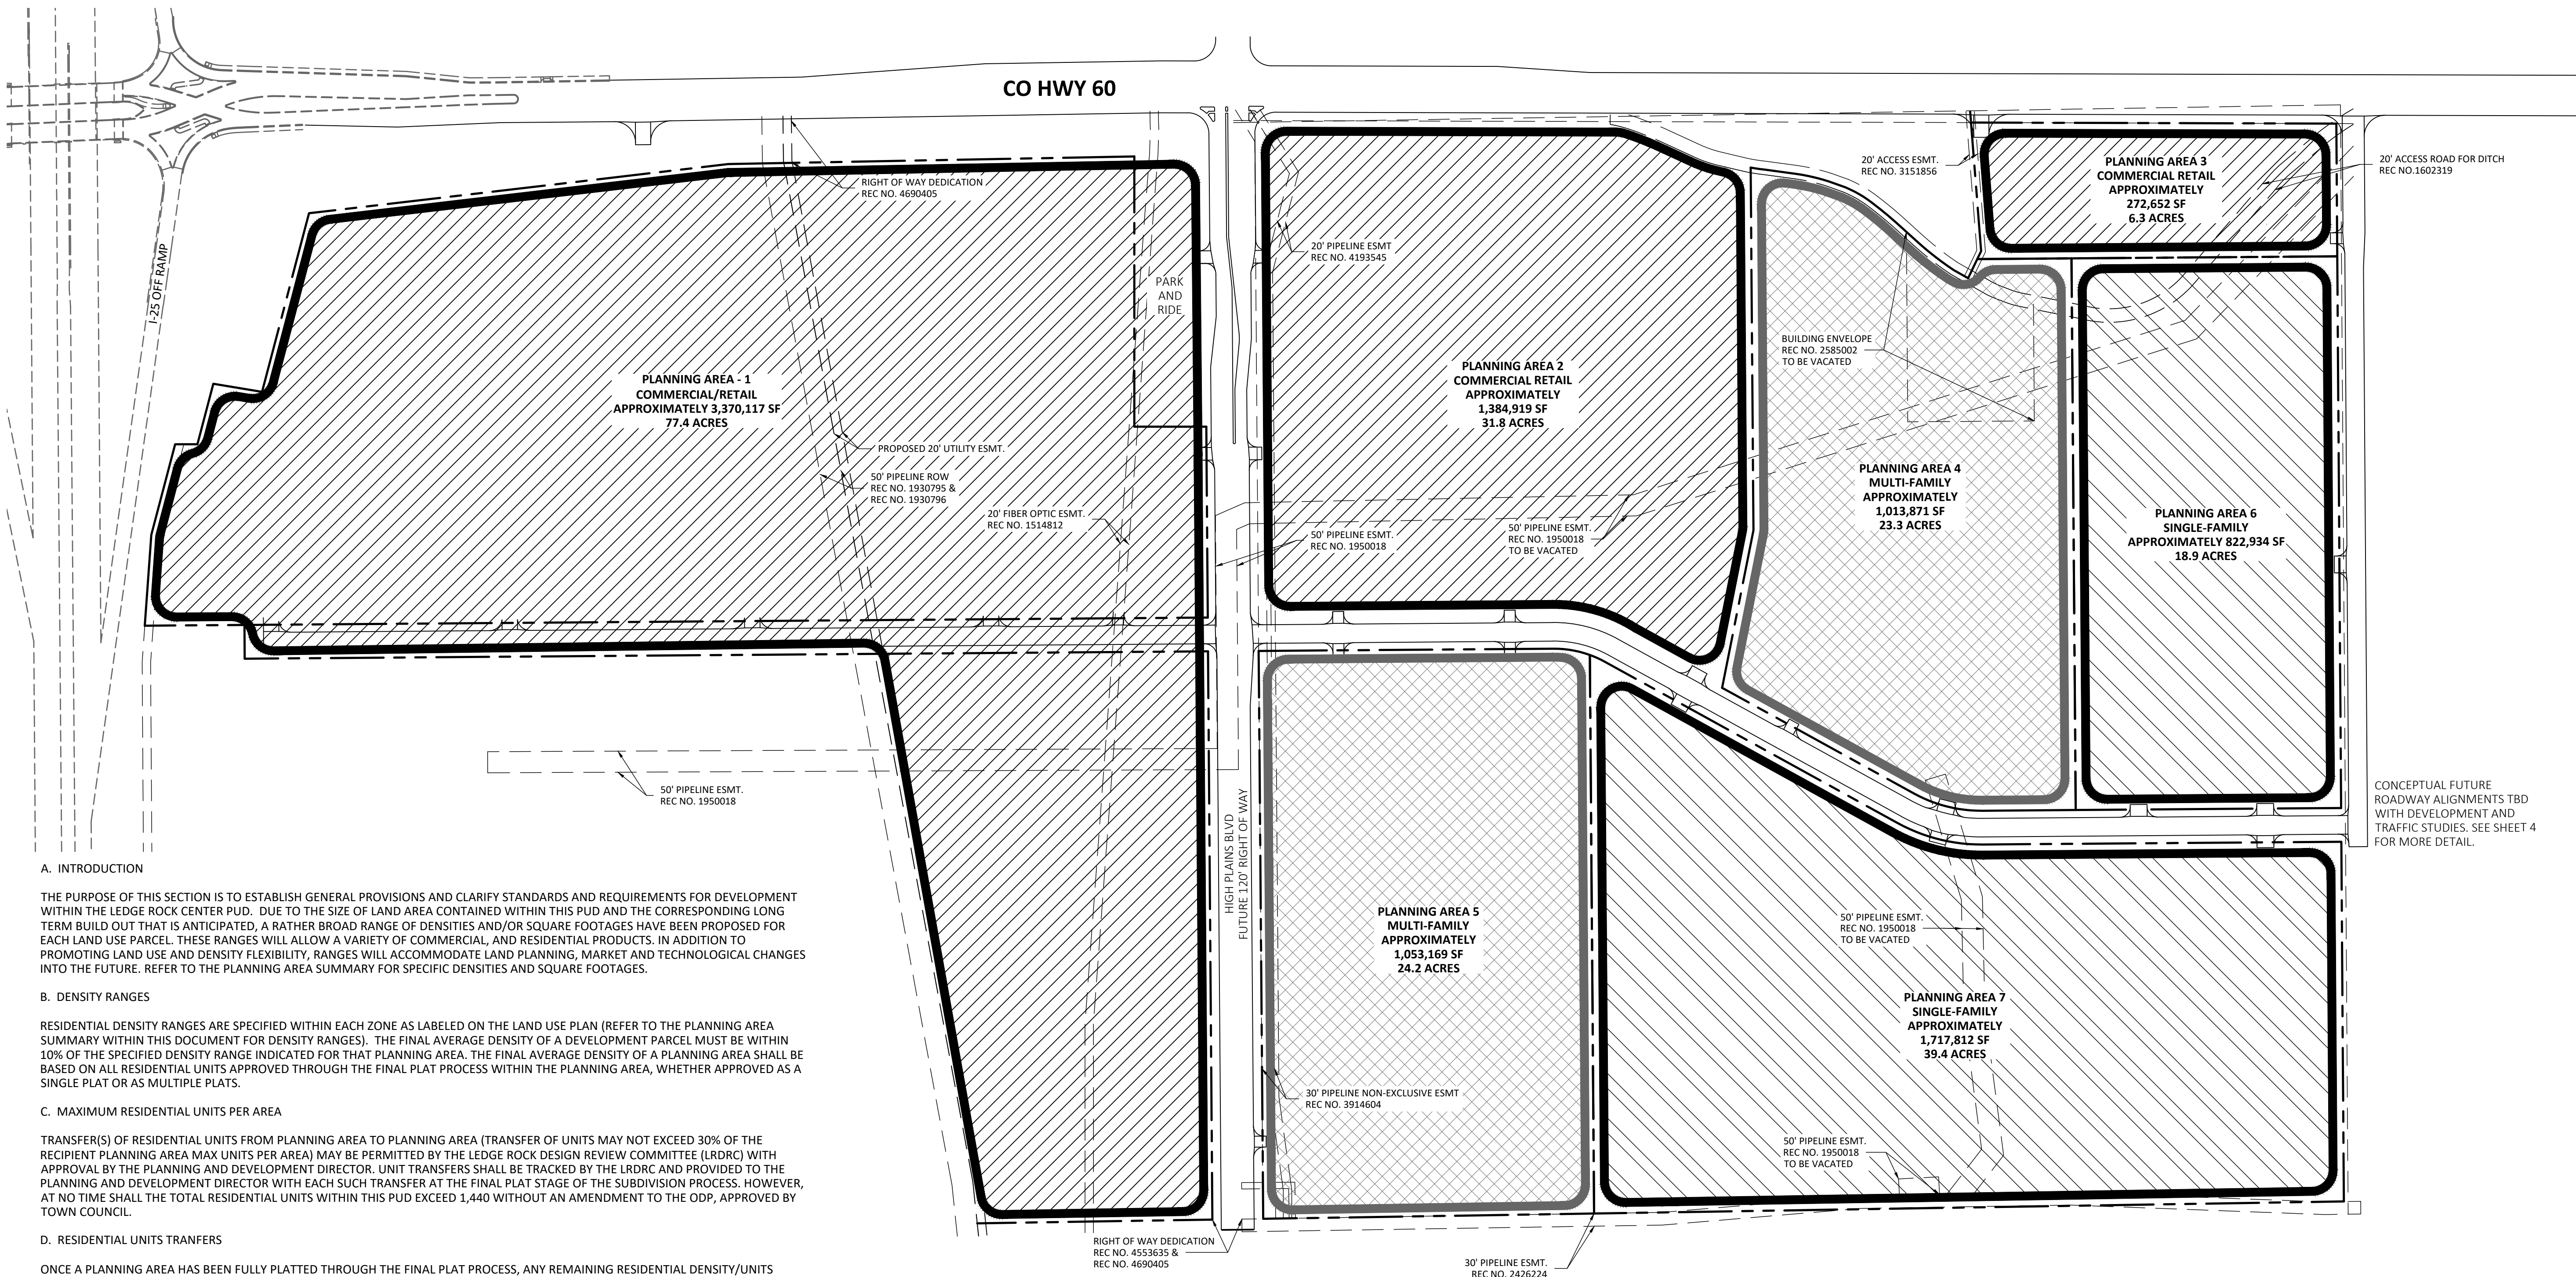 CO HWY 60
I-25 OFF RAMP
RIGHT OF WAY DEDICATION
REC NO. 4690405
PARK
AND
RIDE
PLANNING AREA - 1
COMMERCIAL/RETAIL
APPROXIMATELY 3,370,117 SF
77.4 ACRES
PROPOSED 20' UTILITY ESMT.
50' PIPELINE ROW
REC NO. 1930795 &
REC NO. 1930796
20' FIBER OPTIC ESMT.
REC NO. 1514812
50' PIPELINE ESMT.
REC NO. 1950018
20' PIPELINE ESMT
REC NO. 4193545
PLANNING AREA 2
COMMERCIAL RETAIL
APPROXIMATELY
1,384,919 SF
31.8 ACRES
50' PIPELINE ESMT.
REC NO. 1950018
50' PIPELINE ESMT.
REC NO. 1950018
TO BE VACATED
20' ACCESS ESMT.
REC NO. 3151856
PLANNING AREA 3
COMMERCIAL RETAIL
APPROXIMATELY
272,652 SF
6.3 ACRES
20' ACCESS ROAD FOR DITCH
REC NO.1602319
BUILDING ENVELOPE
REC NO. 2585002
TO BE VACATED
PLANNING AREA 4
MULTI-FAMILY
APPROXIMATELY
1,013,871 SF
23.3 ACRES
PLANNING AREA 6
SINGLE-FAMILY
APPROXIMATELY 822,934 SF
18.9 ACRES
CONCEPTUAL FUTURE
ROADWAY ALIGNMENTS TBD
WITH DEVELOPMENT AND
TRAFFIC STUDIES. SEE SHEET 4
FOR MORE DETAIL.
HIGH PLAINS BLVD
FUTURE 120' RIGHT OF WAY
PLANNING AREA 5
MULTI-FAMILY
APPROXIMATELY
1,053,169 SF
24.2 ACRES
50' PIPELINE ESMT.
REC NO. 1950018
TO BE VACATED
PLANNING AREA 7
SINGLE-FAMILY
APPROXIMATELY
1,717,812 SF
39.4 ACRES
30' PIPELINE NON-EXCLUSIVE ESMT
REC NO. 3914604
50' PIPELINE ESMT.
REC NO. 1950018
TO BE VACATED
RIGHT OF WAY DEDICATION
REC NO. 4553635 &
REC NO. 4690405
30' PIPELINE ESMT.
REC NO. 2426224
A. INTRODUCTION
THE PURPOSE OF THIS SECTION IS TO ESTABLISH GENERAL PROVISIONS AND CLARIFY STANDARDS AND REQUIREMENTS FOR DEVELOPMENT
WITHIN THE LEDGE ROCK CENTER PUD. DUE TO THE SIZE OF LAND AREA CONTAINED WITHIN THIS PUD AND THE CORRESPONDING LONG
TERM BUILD OUT THAT IS ANTICIPATED, A RATHER BROAD RANGE OF DENSITIES AND/OR SQUARE FOOTAGES HAVE BEEN PROPOSED FOR
EACH LAND USE PARCEL. THESE RANGES WILL ALLOW A VARIETY OF COMMERCIAL, AND RESIDENTIAL PRODUCTS. IN ADDITION TO
PROMOTING LAND USE AND DENSITY FLEXIBILITY, RANGES WILL ACCOMMODATE LAND PLANNING, MARKET AND TECHNOLOGICAL CHANGES
INTO THE FUTURE. REFER TO THE PLANNING AREA SUMMARY FOR SPECIFIC DENSITIES AND SQUARE FOOTAGES.
B. DENSITY RANGES
RESIDENTIAL DENSITY RANGES ARE SPECIFIED WITHIN EACH ZONE AS LABELED ON THE LAND USE PLAN (REFER TO THE PLANNING AREA
SUMMARY WITHIN THIS DOCUMENT FOR DENSITY RANGES). THE FINAL AVERAGE DENSITY OF A DEVELOPMENT PARCEL MUST BE WITHIN
10% OF THE SPECIFIED DENSITY RANGE INDICATED FOR THAT PLANNING AREA. THE FINAL AVERAGE DENSITY OF A PLANNING AREA SHALL BE
BASED ON ALL RESIDENTIAL UNITS APPROVED THROUGH THE FINAL PLAT PROCESS WITHIN THE PLANNING AREA, WHETHER APPROVED AS A
SINGLE PLAT OR AS MULTIPLE PLATS.
C. MAXIMUM RESIDENTIAL UNITS PER AREA
TRANSFER(S) OF RESIDENTIAL UNITS FROM PLANNING AREA TO PLANNING AREA (TRANSFER OF UNITS MAY NOT EXCEED 30% OF THE
RECIPIENT PLANNING AREA MAX UNITS PER AREA) MAY BE PERMITTED BY THE LEDGE ROCK DESIGN REVIEW COMMITTEE (LRDRC) WITH
APPROVAL BY THE PLANNING AND DEVELOPMENT DIRECTOR. UNIT TRANSFERS SHALL BE TRACKED BY THE LRDRC AND PROVIDED TO THE
PLANNING AND DEVELOPMENT DIRECTOR WITH EACH SUCH TRANSFER AT THE FINAL PLAT STAGE OF THE SUBDIVISION PROCESS. HOWEVER,
AT NO TIME SHALL THE TOTAL RESIDENTIAL UNITS WITHIN THIS PUD EXCEED 1,440 WITHOUT AN AMENDMENT TO THE ODP, APPROVED BY
TOWN COUNCIL.
D. RESIDENTIAL UNITS TRANFERS
ONCE A PLANNING AREA HAS BEEN FULLY PLATTED THROUGH THE FINAL PLAT PROCESS, ANY REMAINING RESIDENTIAL DENSITY/UNITS